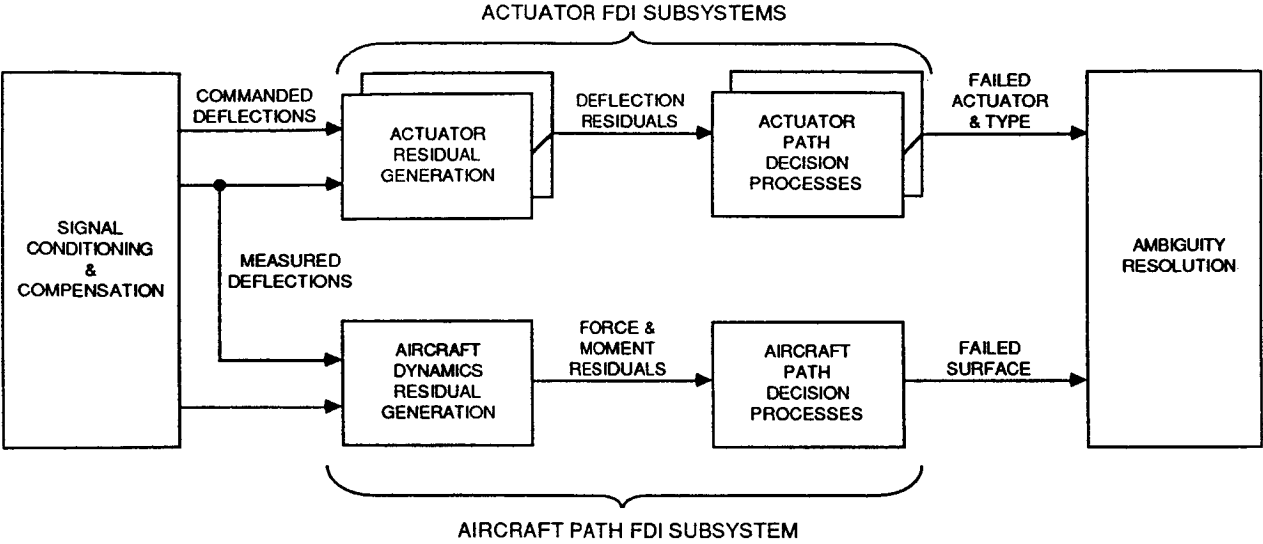 ACTUATOR FDI SUBSYSTEMS
COMMANDED
DEFLECTIONS
ACTUATOR
RESIDUAL
GENERATION
DEFLECTION
RESIDUALS
ACTUATOR
PATH
DECISION
PROCESSES
FAILED
ACTUATOR
& TYPE
SIGNAL
CONDITIONING
&
COMPENSATION
MEASURED
DEFLECTIONS
AMBIGUITY
RESOLUTION
AIRCRAFT
DYNAMICS
RESIDUAL
GENERATION
FORCE &
MOMENT
RESIDUALS
AIRCRAFT
PATH
DECISION
PROCESSES
FAILED
SURFACE
AIRCRAFT PATH FDI SUBSYSTEM